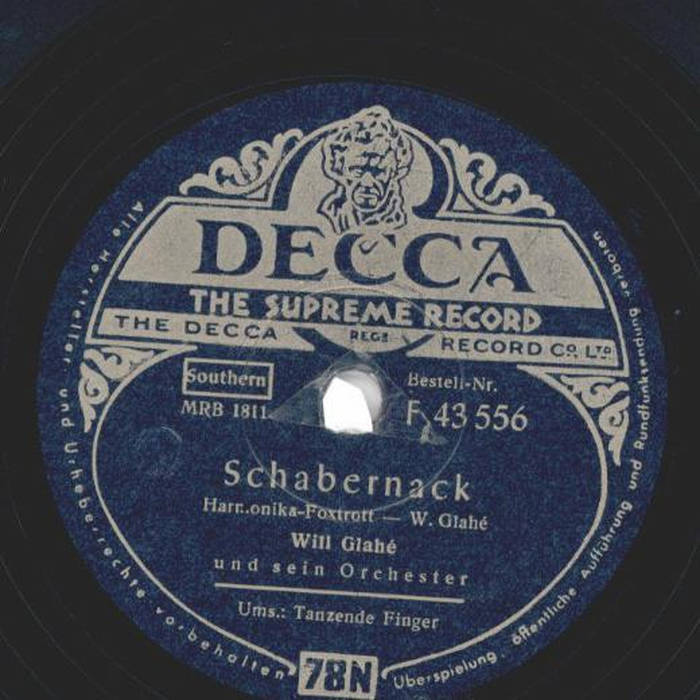 DECCA
THE SUPREME RECORD
THE DECCA REGD RECORD CO. LTD
Southern
MRB 1811
Bestell-Nr.
F 43 556
Schabernack
Harmonika-Foxtrott — W. Glahé
Will Glahé
und sein Orchester
Ums.: Tanzende Finger
78N
Alle Hersteller und Urheberrechte vorbehalten
Überspielung, öffentliche Aufführung und Rundfunksendung verboten